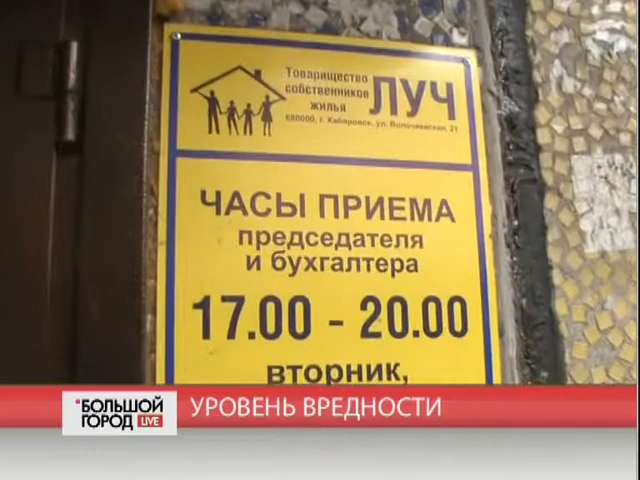 Товарищество
собственников
жилья
ЛУЧ
680000, г. Хабаровск, ул. Волочаевская, 21
ЧАСЫ ПРИЕМА
председателя
и бухгалтера
17.00 - 20.00
вторник,
БОЛЬШОЙ
ГОРОД LIVE
УРОВЕНЬ ВРЕДНОСТИ